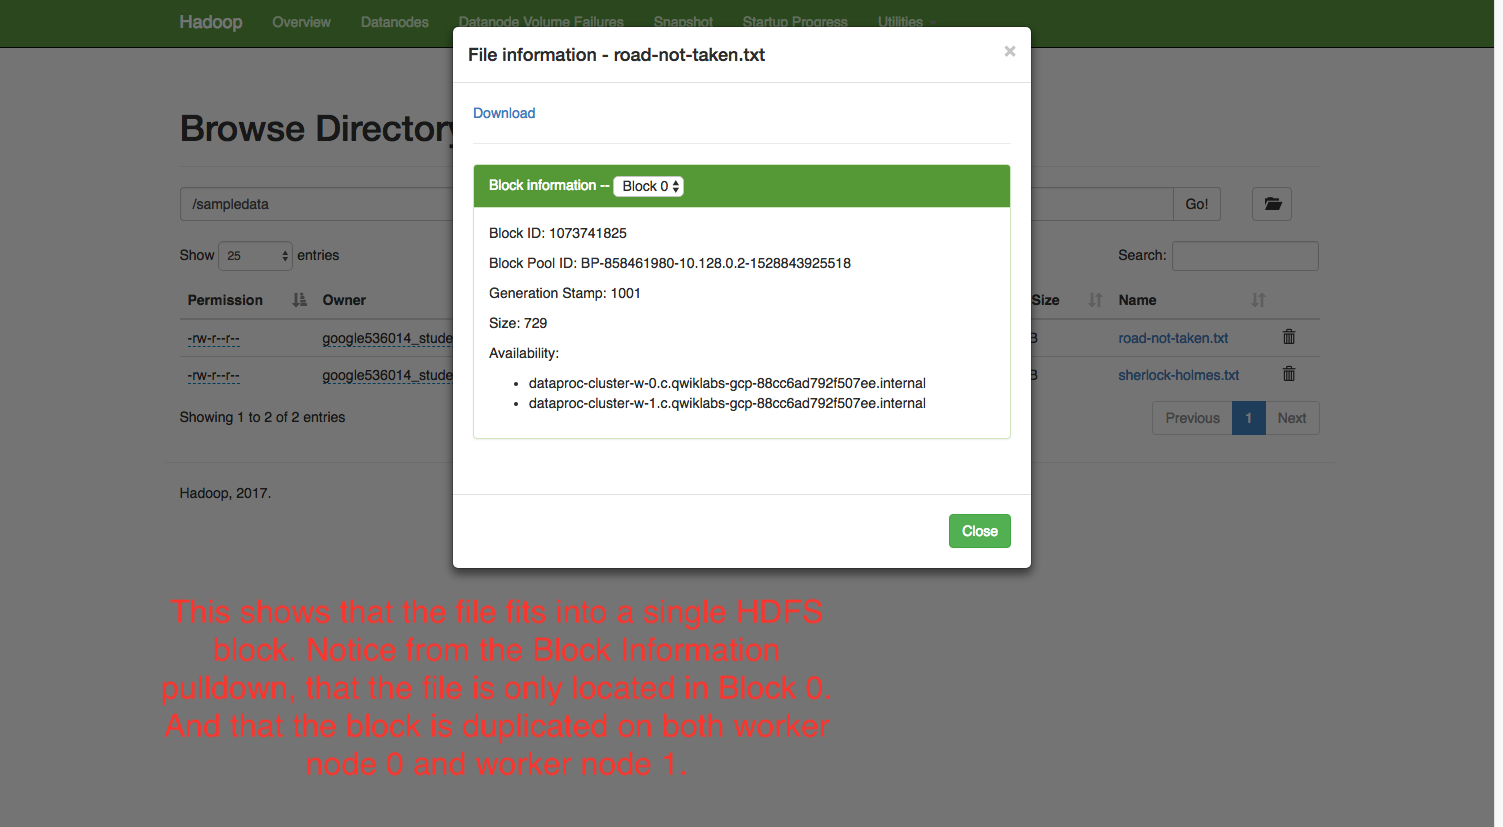 Hadoop Overview Datanodes Datanode Volume Failures Snapshot Startup Progress Utilities
File information - road-not-taken.txt ×
Download
Browse Directory
Block information -- Block 0
/sampledata Go!
Block ID: 1073741825
Show 25 entries Search:
Block Pool ID: BP-858461980-10.128.0.2-1528843925518
Permission Owner Size Name
Generation Stamp: 1001
Size: 729
-rw-r--r-- google536014_stude B road-not-taken.txt
Availability:
-rw-r--r-- google536014_stude B sherlock-holmes.txt
• dataproc-cluster-w-0.c.qwiklabs-gcp-88cc6ad792f507ee.internal
• dataproc-cluster-w-1.c.qwiklabs-gcp-88cc6ad792f507ee.internal
Showing 1 to 2 of 2 entries Previous 1 Next
Hadoop, 2017.
Close
This shows that the file fits into a single HDFS
block. Notice from the Block Information
pulldown, that the file is only located in Block 0.
And that the block is duplicated on both worker
node 0 and worker node 1.